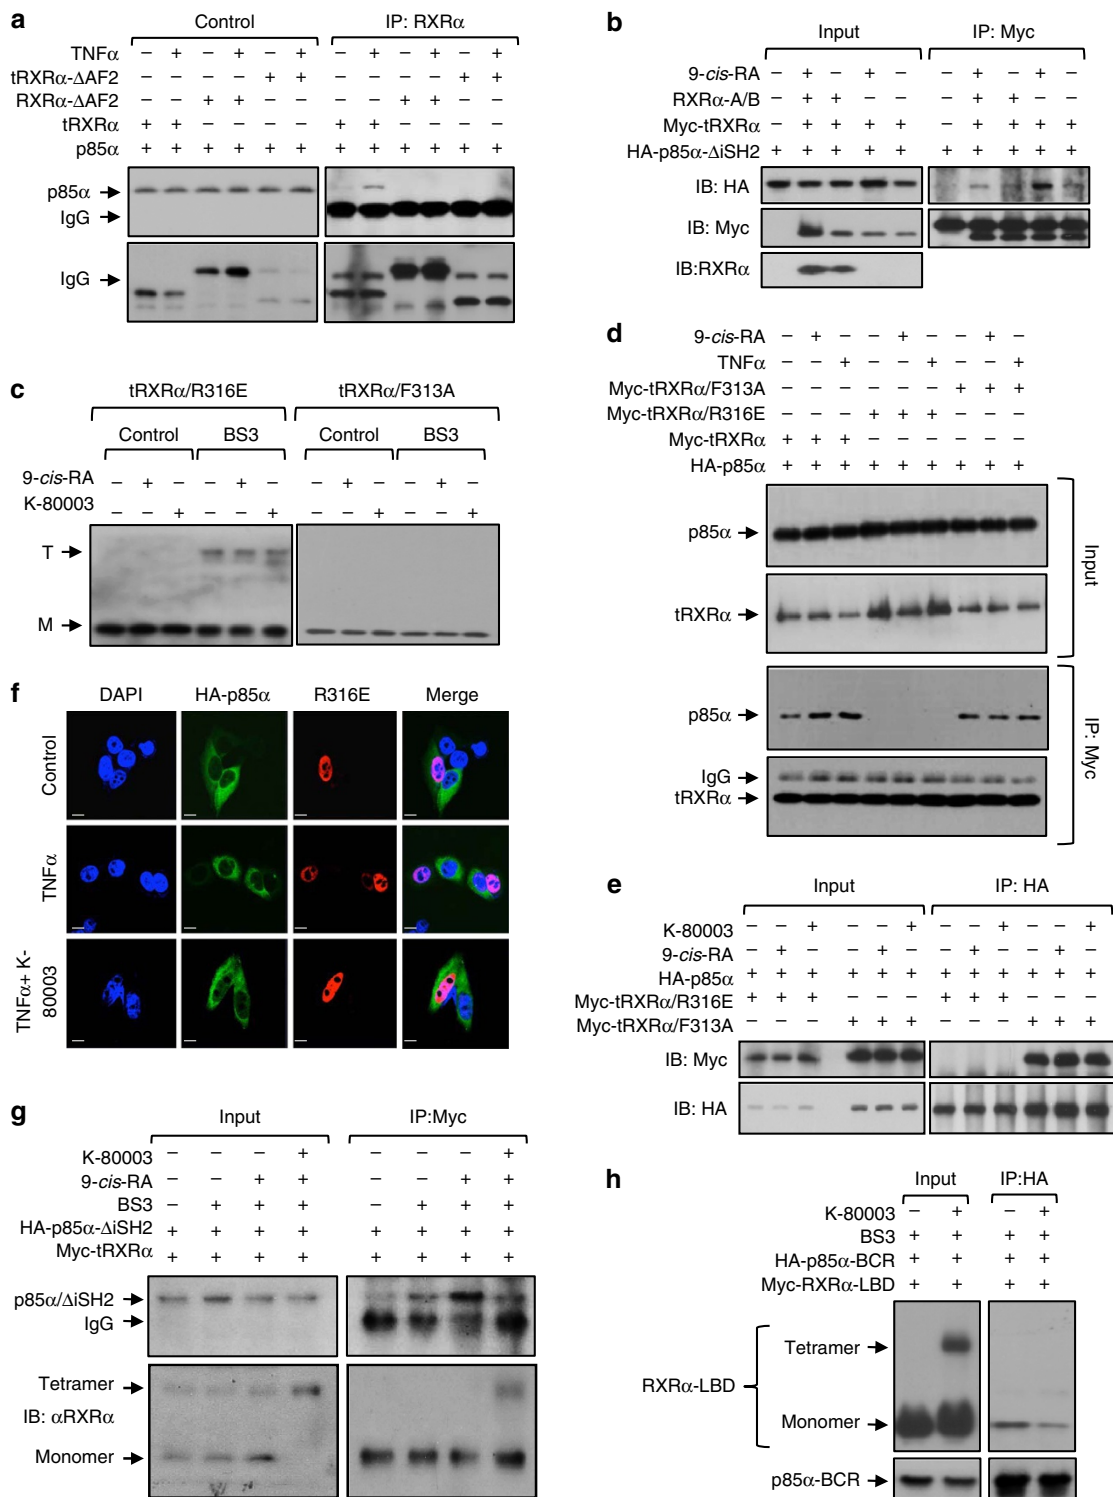 a
Control IP: RXRα
TNFα – + – + – + – + – + – +
tRXRα-ΔAF2 – – – – + + – – – – + +
RXRα-ΔAF2 – – + + – – – – + + – –
tRXRα + + – – – – + + – – – –
p85α + + + + + + + + + + + +
p85α
IgG
IgG
b
Input IP: Myc
9-cis-RA – + – + – – + – + –
RXRα-A/B – + + – – – + + – –
Myc-tRXRα – + + + + – + + + +
HA-p85α-ΔiSH2 + + + + + + + + + +
IB: HA
IB: Myc
IB:RXRα
c
tRXRα/R316E tRXRα/F313A
Control BS3 Control BS3
9-cis-RA – + – – + – – + – – + –
K-80003 – – + – – + – – + – – +
T
M
d
9-cis-RA – + – – + – – + –
TNFα – – + – – + – – +
Myc-tRXRα/F313A – – – – – – + + +
Myc-tRXRα/R316E – – – + + + – – –
Myc-tRXRα + + + – – – – – –
HA-p85α + + + + + + + + +
p85α
tRXRα
Input
p85α
IgG
tRXRα
IP: Myc
f
DAPI HA-p85α R316E Merge
Control
TNFα
TNFα+ K-
80003
e
Input IP: HA
K-80003 – – + – – + – – + – – +
9-cis-RA – + – – + – – + – – + –
HA-p85α + + + + + + + + + + + +
Myc-tRXRα/R316E + + + – – – + + + – – –
Myc-tRXRα/F313A – – – + + + – – – + + +
IB: Myc
IB: HA
g
Input IP:Myc
K-80003 – – – + – – – +
9-cis-RA – – + + – – + +
BS3 – + + + – + + +
HA-p85α-ΔiSH2 + + + + + + + +
Myc-tRXRα + + + + + + + +
p85α/ΔiSH2
IgG
Tetramer
IB: αRXRα
Monomer
h
Input IP:HA
K-80003 – + – +
BS3 + + + +
HA-p85α-BCR + + + +
Myc-RXRα-LBD + + + +
Tetramer
RXRα-LBD
Monomer
p85α-BCR